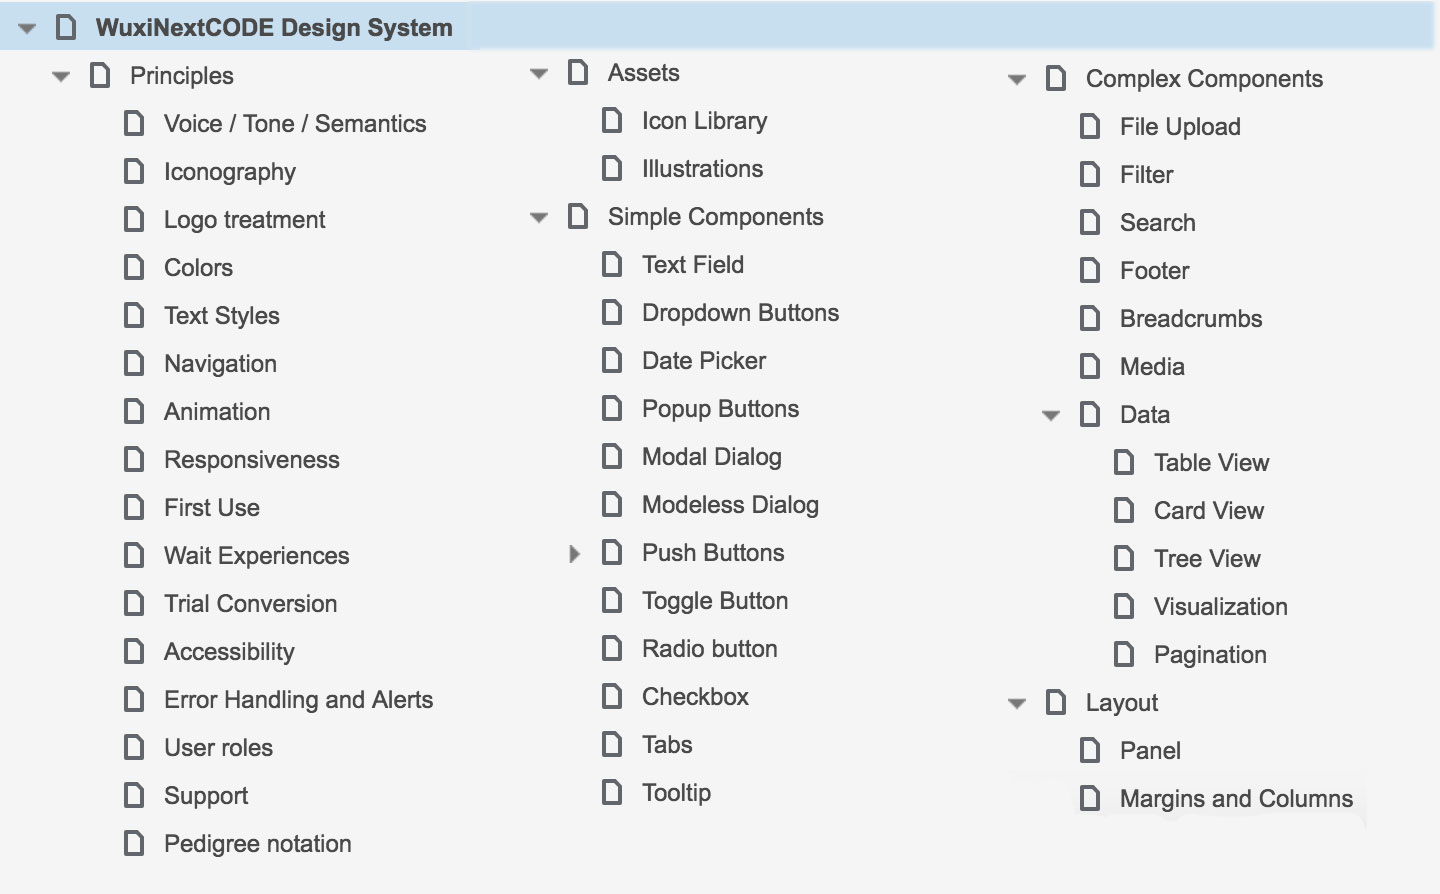 WuxiNextCODE Design System
Principles
Voice / Tone / Semantics
Iconography
Logo treatment
Colors
Text Styles
Navigation
Animation
Responsiveness
First Use
Wait Experiences
Trial Conversion
Accessibility
Error Handling and Alerts
User roles
Support
Pedigree notation
Assets
Icon Library
Illustrations
Simple Components
Text Field
Dropdown Buttons
Date Picker
Popup Buttons
Modal Dialog
Modeless Dialog
Push Buttons
Toggle Button
Radio button
Checkbox
Tabs
Tooltip
Complex Components
File Upload
Filter
Search
Footer
Breadcrumbs
Media
Data
Table View
Card View
Tree View
Visualization
Pagination
Layout
Panel
Margins and Columns